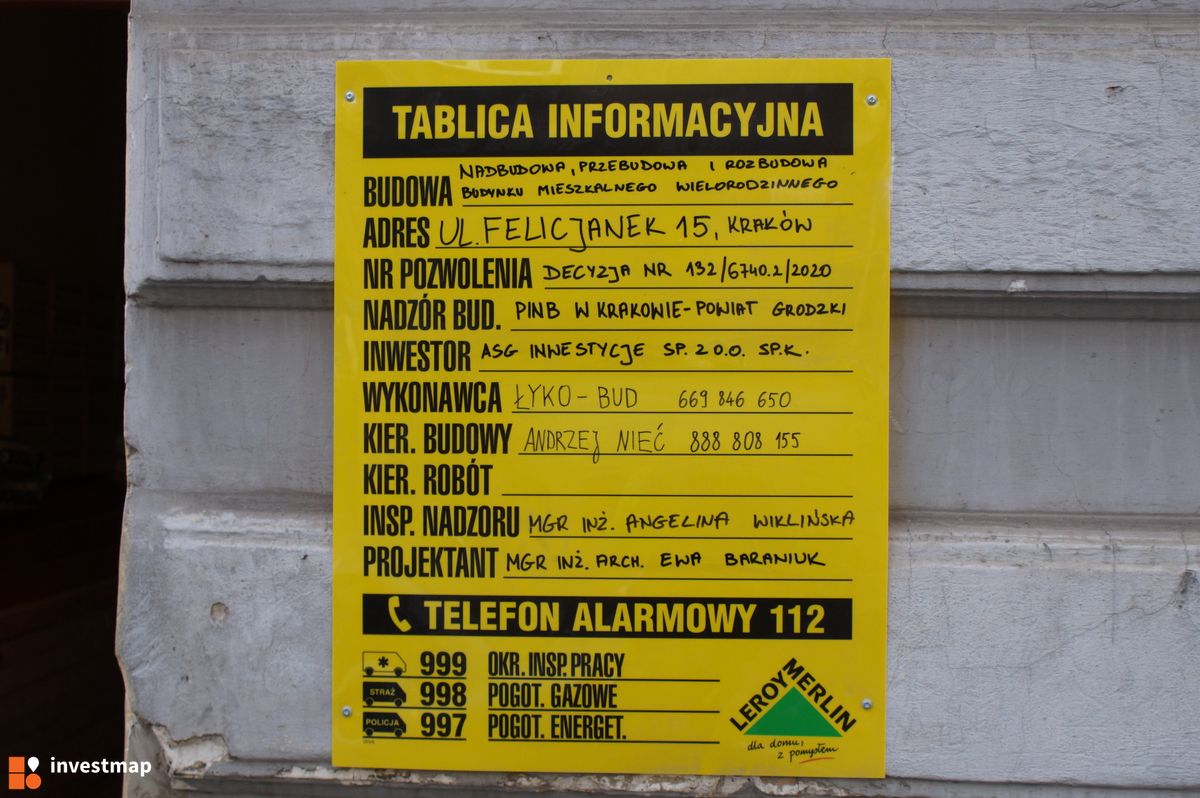 TABLICA INFORMACYJNA
NADBUDOWA, PRZEBUDOWA I ROZBUDOWA
BUDOWA BUDYNKU MIESZKALNEGO WIELORODZINNEGO
ADRES UL. FELICJANEK 15, KRAKÓW
NR POZWOLENIA DECYZJA NR 132/6740.2/2020
NADZÓR BUD. PINB W KRAKOWIE-POWIAT GRODZKI
INWESTOR ASG INWESTYCJE SP. Z O.O. SP.K.
WYKONAWCA ŁYKO-BUD 669 846 650
KIER. BUDOWY ANDRZEJ NIEĆ 888 808 155
KIER. ROBÓT
INSP. NADZORU MGR INŻ. ANGELINA WIKLIŃSKA
PROJEKTANT MGR INŻ. ARCH. EWA BARANIUK
TELEFON ALARMOWY 112
999 OKR. INSP. PRACY
STRAŻ 998 POGOT. GAZOWE
POLICJA 997 POGOT. ENERGET.
LEROY MERLIN
dla domu,
z pomysłem
investmap